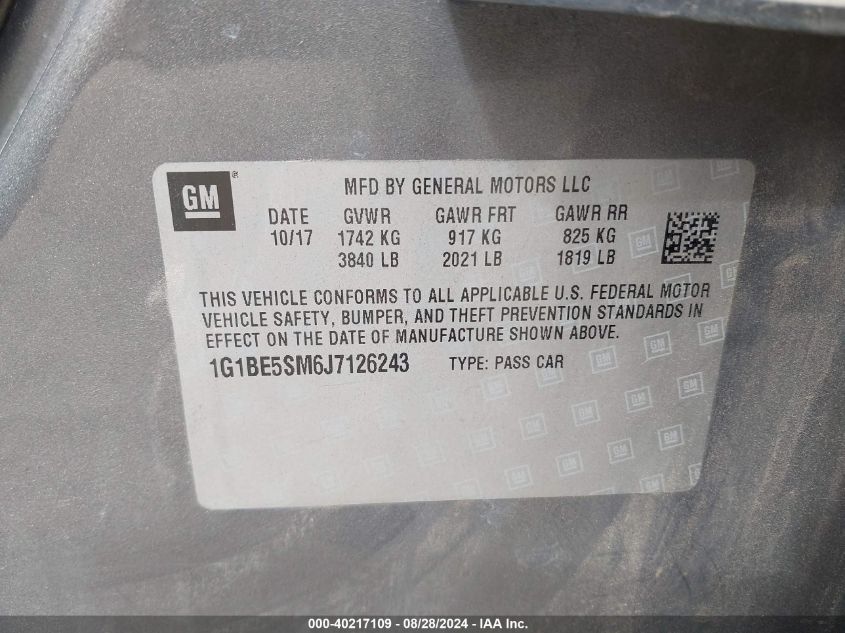 GM ®
MFD BY GENERAL MOTORS LLC
DATE GVWR GAWR FRT GAWR RR
10/17 1742 KG 917 KG 825 KG
3840 LB 2021 LB 1819 LB
THIS VEHICLE CONFORMS TO ALL APPLICABLE U.S. FEDERAL MOTOR
VEHICLE SAFETY, BUMPER, AND THEFT PREVENTION STANDARDS IN
EFFECT ON THE DATE OF MANUFACTURE SHOWN ABOVE.
1G1BE5SM6J7126243 TYPE: PASS CAR
000-40217109 - 08/28/2024 - IAA Inc.